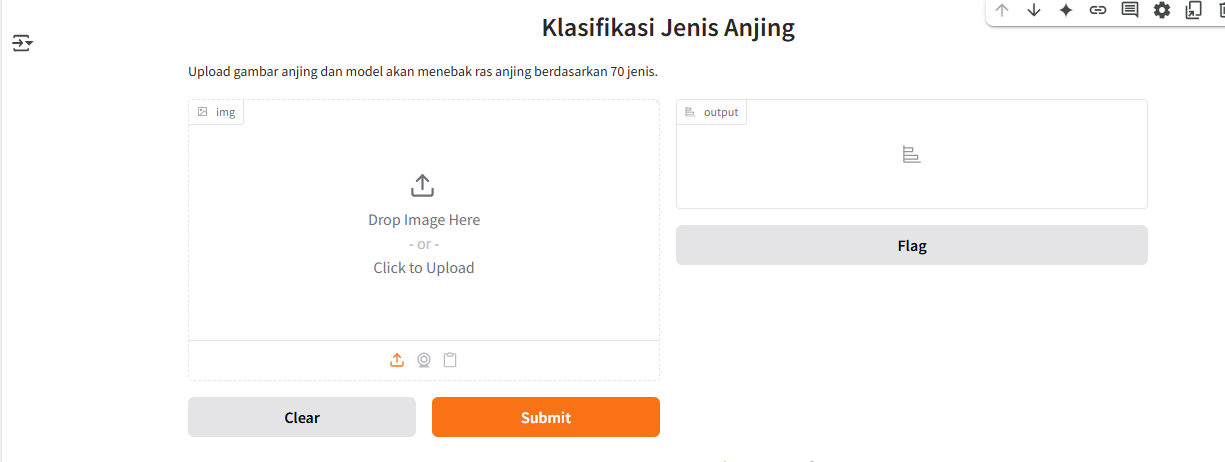 Klasifikasi Jenis Anjing
Upload gambar anjing dan model akan menebak ras anjing berdasarkan 70 jenis.
img
Drop Image Here
- or -
Click to Upload
Clear
Submit
output
Flag